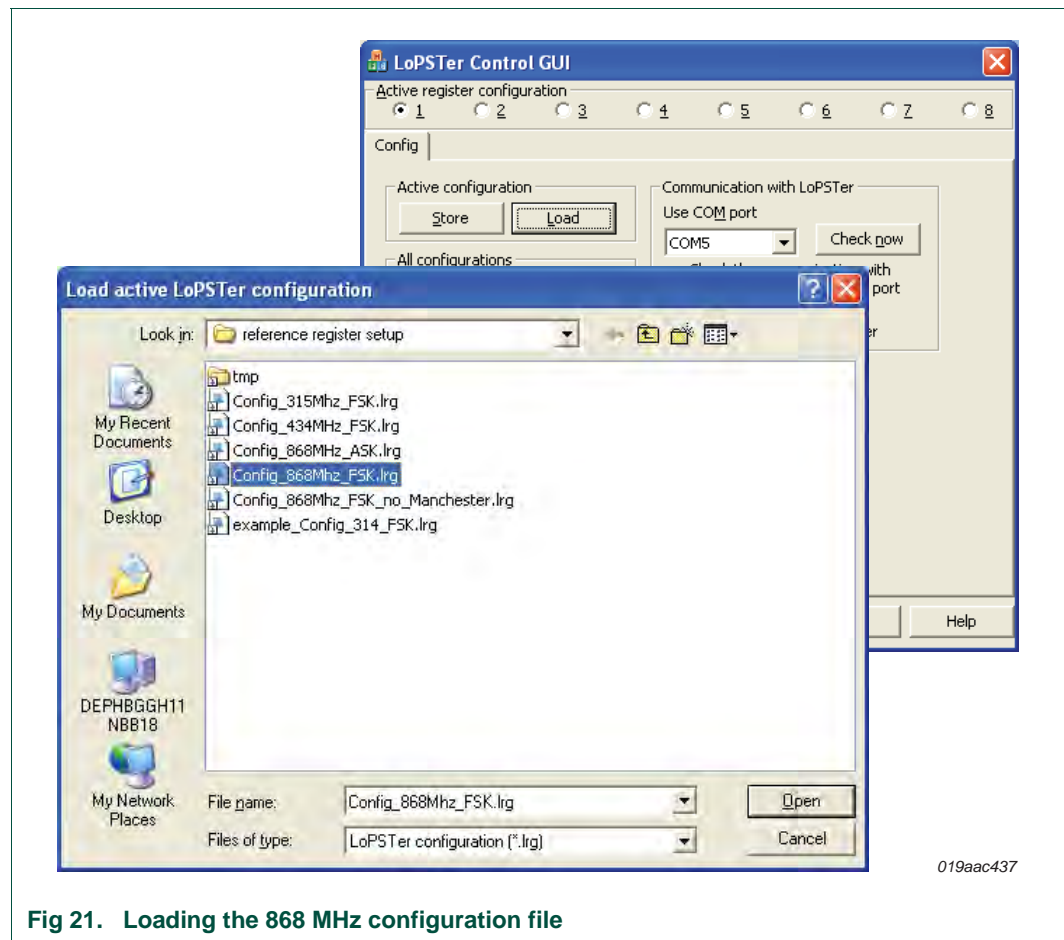 LoPSTer Control GUI
Active register configuration
1 2 3 4 5 6 7 8
Config
Active configuration
Store Load
All configurations
Communication with LoPSTer
Use COM port
COM5 Check now
with
port
er
Help
Load active LoPSTer configuration
Look in: reference register setup
My Recent
Documents
Desktop
My Documents
DEPHBGGH11
NBB18
My Network
Places
tmp
Config_315Mhz_FSK.lrg
Config_434MHz_FSK.lrg
Config_868MHz_ASK.lrg
Config_868Mhz_FSK.lrg
Config_868Mhz_FSK_no_Manchester.lrg
example_Config_314_FSK.lrg
File name: Config_868Mhz_FSK.lrg Open
Files of type: LoPSTer configuration (*.lrg) Cancel
019aac437
Fig 21. Loading the 868 MHz configuration file